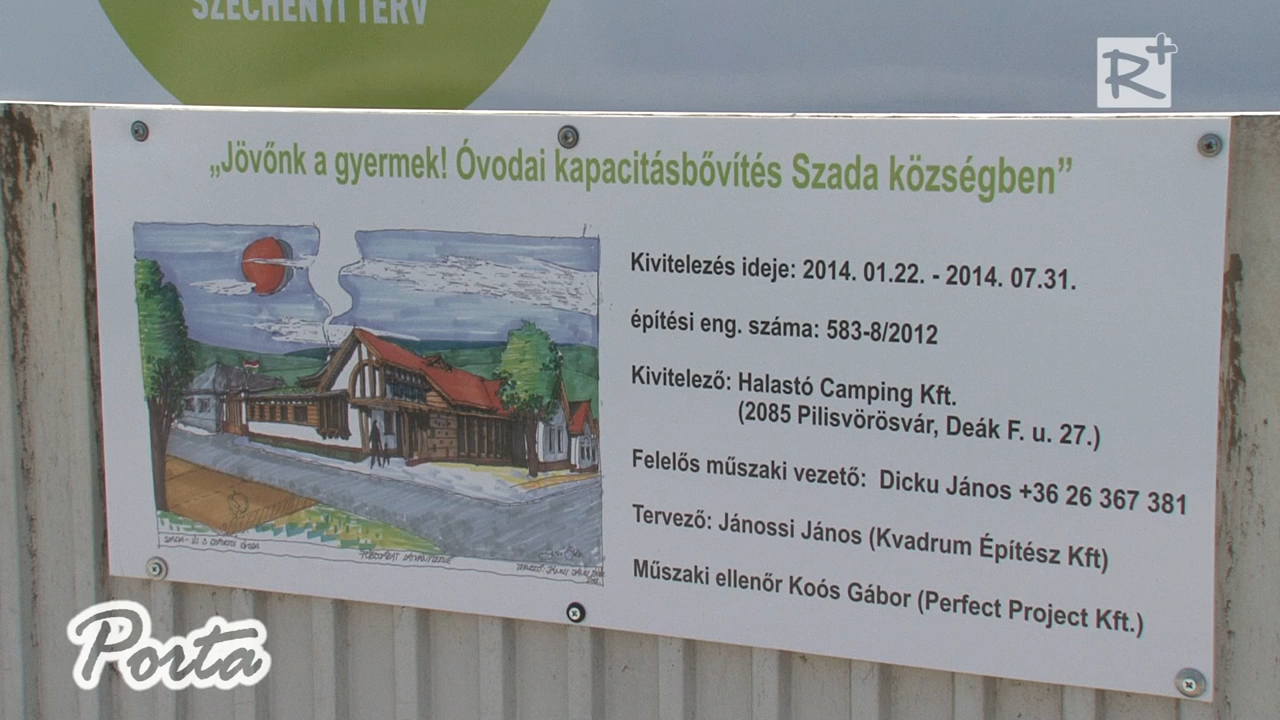 SZÉCHENYI TERV
R+
„Jövőnk a gyermek! Óvodai kapacitásbővítés Szada községben”
Kivitelezés ideje: 2014. 01.22. - 2014. 07.31.
építési eng. száma: 583-8/2012
Kivitelező: Halastó Camping Kft.
(2085 Pilisvörösvár, Deák F. u. 27.)
Felelős műszaki vezető: Dicku János +36 26 367 381
Tervező: Jánossi János (Kvadrum Építész Kft)
Műszaki ellenőr Koós Gábor (Perfect Project Kft.)
Porta